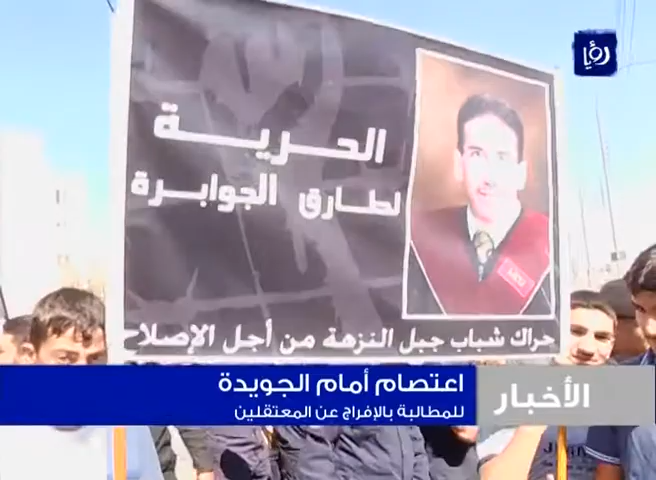 رؤيا
الحرية
لطارق الجوابرة
حراك شباب جبل النزهة من أجل الإصلاح
الأخبار
اعتصام أمام الجويدة
للمطالبة بالإفراج عن المعتقلين